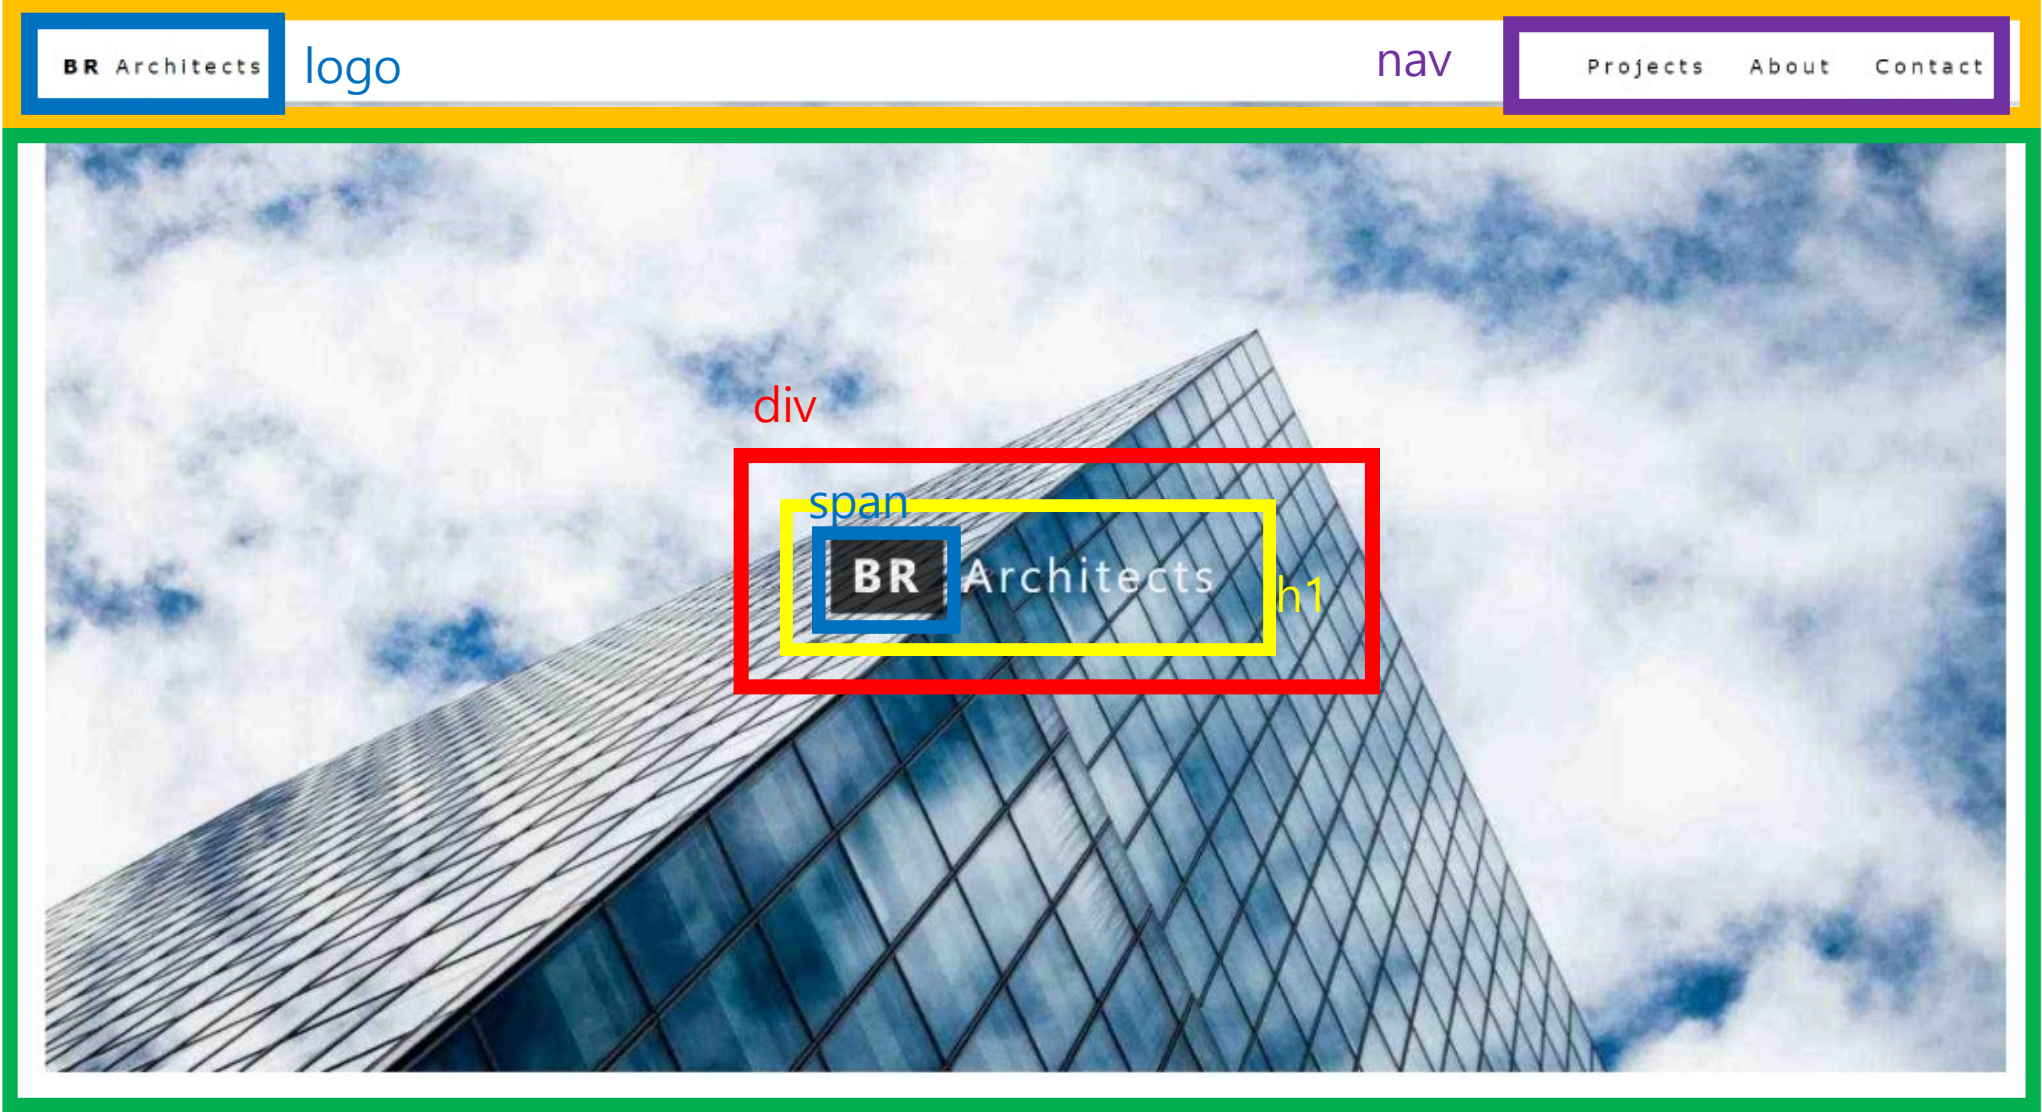 BR Architects logo nav Projects About Contact
div
span
BR Architects
h1